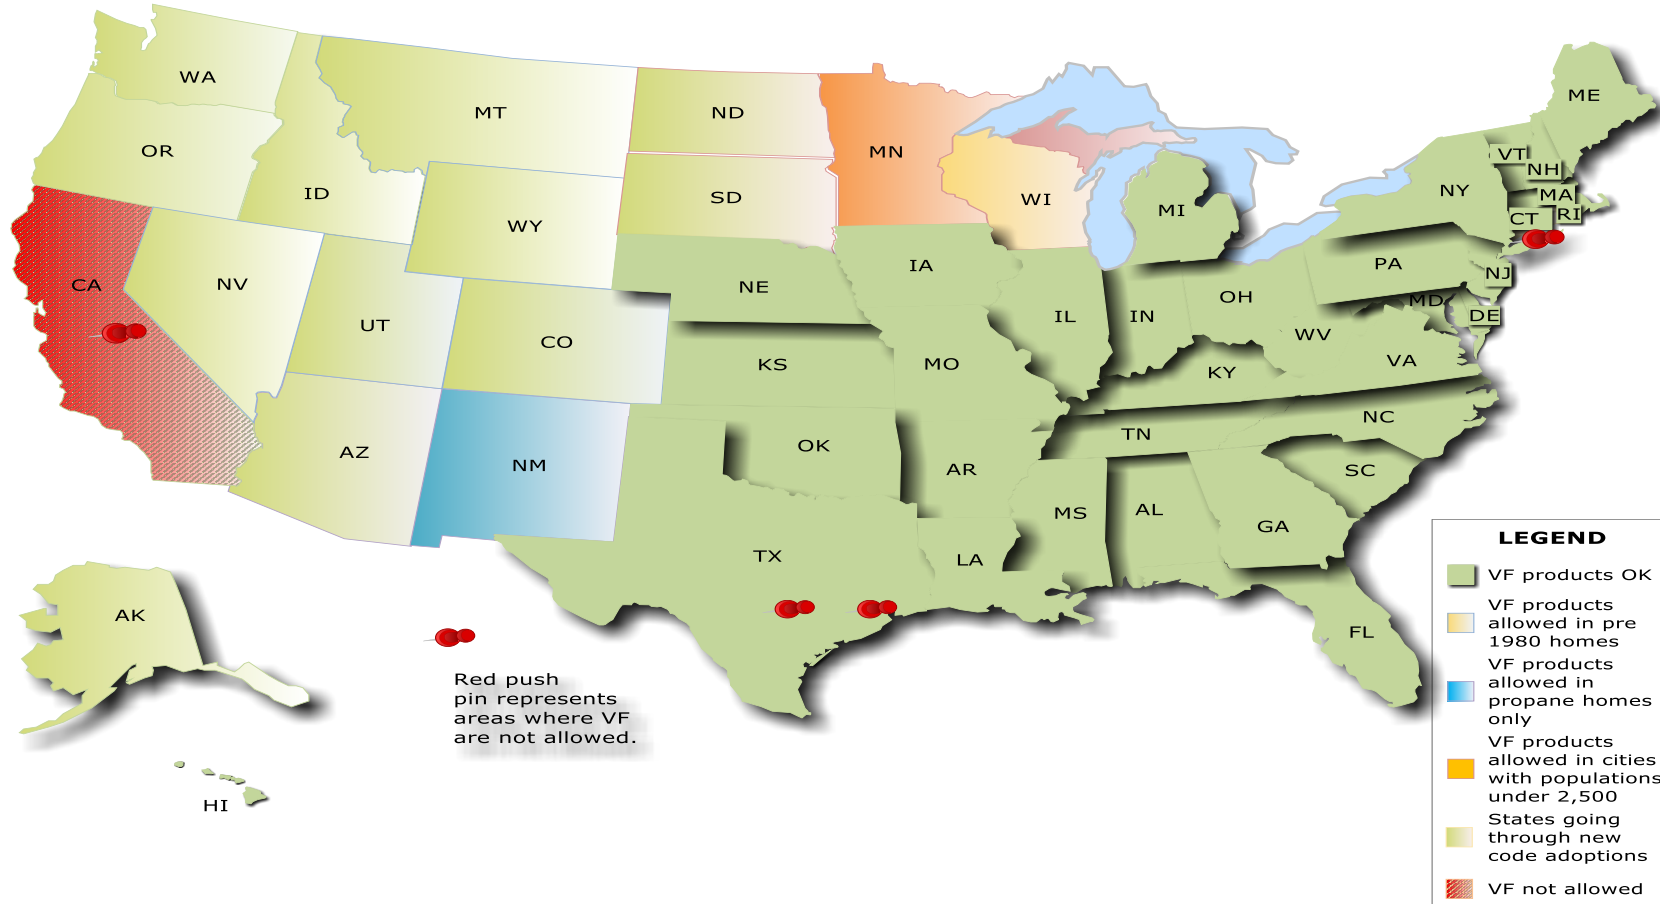 WA
MT
ND
MN
ME
OR
ID
SD
WI
MI
NY
VT
NH
MA
CT
RI
WY
CA
NV
UT
CO
NE
IA
IL
IN
OH
PA
NJ
MD
DE
WV
VA
KS
MO
KY
AZ
NM
OK
AR
TN
NC
SC
TX
LA
MS
AL
GA
FL
AK
HI
Red push
pin represents
areas where VF
are not allowed.
LEGEND
VF products OK
VF products
allowed in pre
1980 homes
VF products
allowed in
propane homes
only
VF products
allowed in cities
with populations
under 2,500
States going
through new
code adoptions
VF not allowed